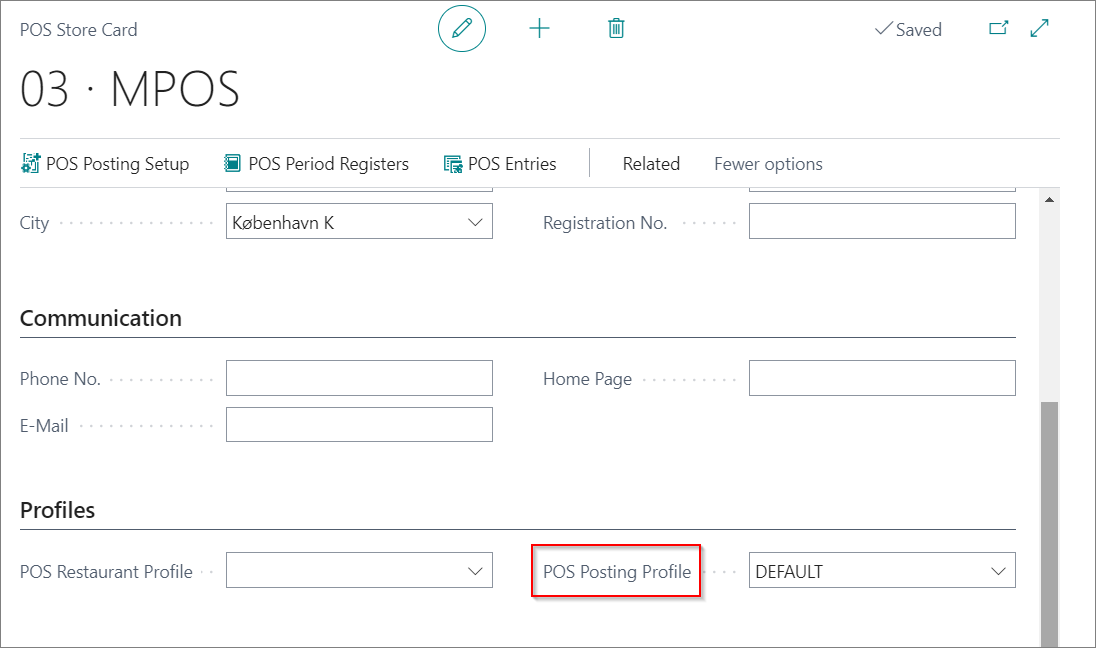 POS Store Card
Saved
03 · MPOS
POS Posting Setup POS Period Registers POS Entries Related Fewer options
City København K Registration No.
Communication
Phone No. Home Page
E-Mail
Profiles
POS Restaurant Profile POS Posting Profile DEFAULT